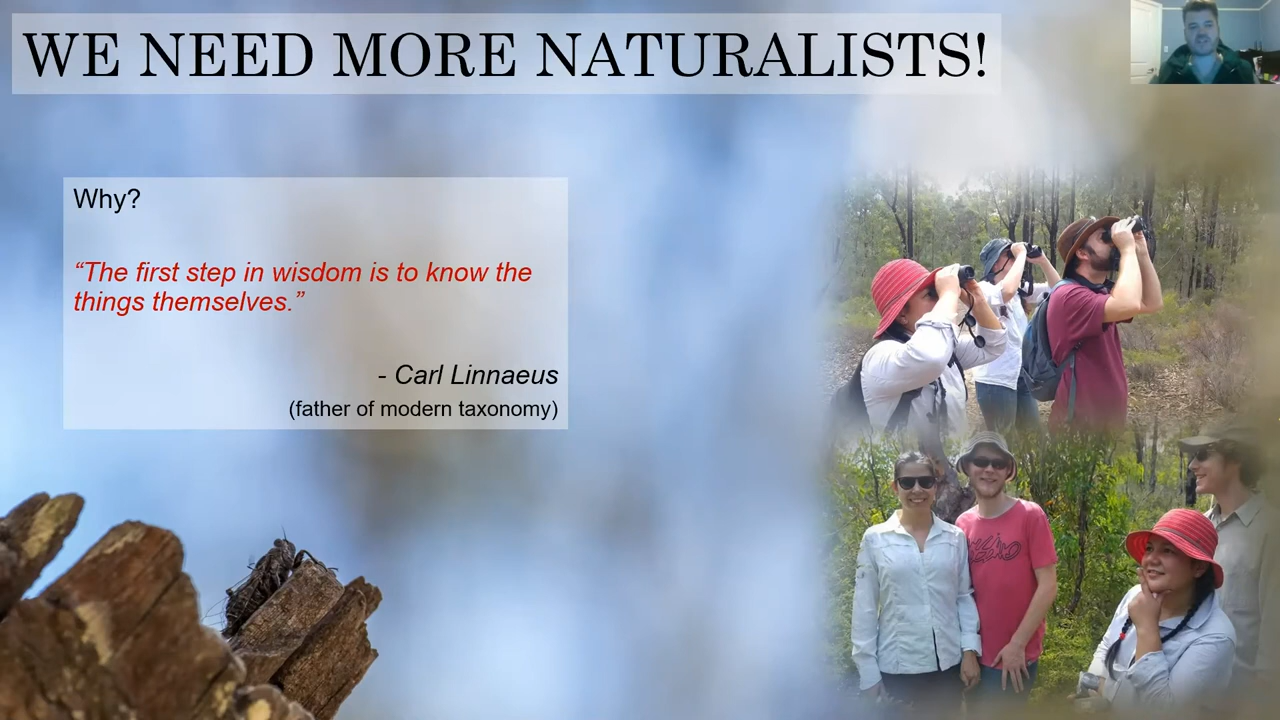 WE NEED MORE NATURALISTS!
Why?
“The first step in wisdom is to know the
things themselves.”
- Carl Linnaeus
(father of modern taxonomy)